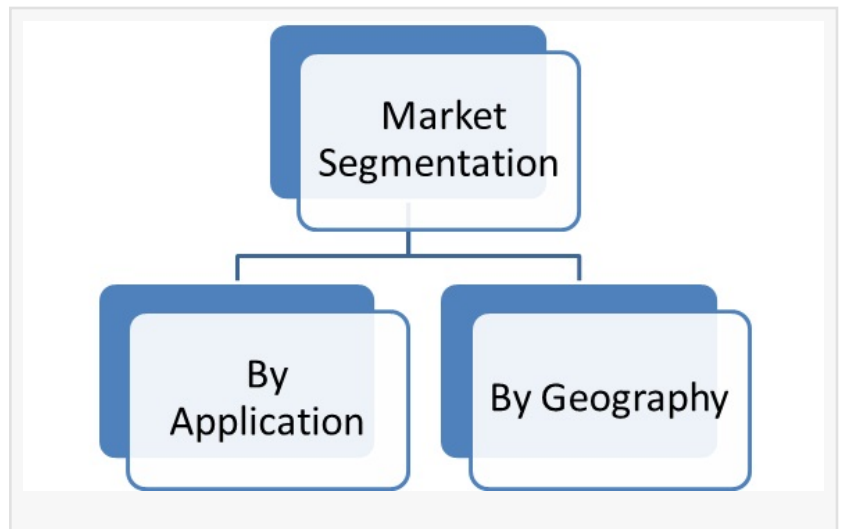 Market
Segmentation
By
Application
By Geography